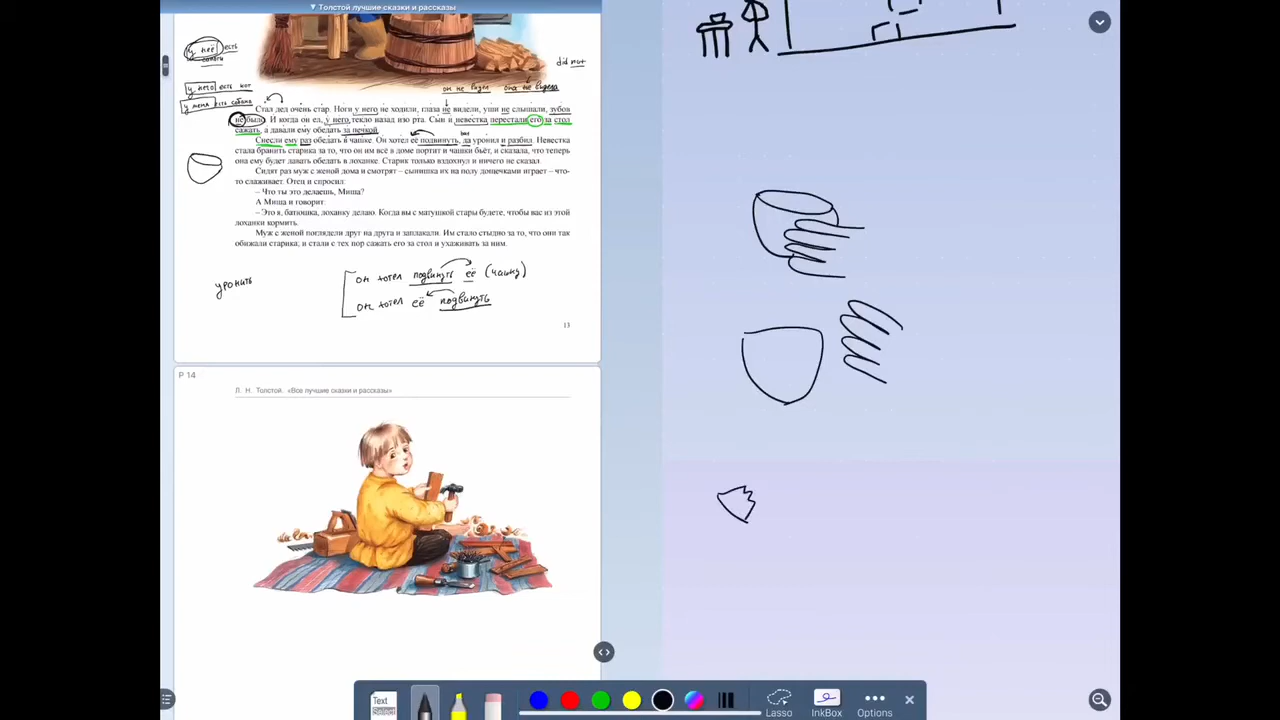 ▼ Толстой лучшие сказки и рассказы
у неё есть
сапоги
did not
у него есть кот
он не видел она не видела
у меня есть собака
Стал дед очень стар. Ноги у него не ходили, глаза не видели, уши не слышали, зубов
не было. И когда он ел, у него текло назад изо рта. Сын и невестка перестали его за стол
сажать, а давали ему обедать за печкой.
Снесли ему раз обедать в чашке. Он хотел её подвинуть, да уронил и разбил. Невестка
стала бранить старика за то, что он им всё в доме портит и чашки бьёт, и сказала, что теперь
она ему будет давать обедать в лоханке. Старик только вздохнул и ничего не сказал.
Сидят раз муж с женой дома и смотрят – сынишка их на полу дощечками играет – что-
то слаживает. Отец и спросил:
– Что ты это делаешь, Миша?
А Миша и говорит:
– Это я, батюшка, лоханку делаю. Когда вы с матушкой стары будете, чтобы вас из этой
лоханки кормить.
Муж с женой поглядели друг на друга и заплакали. Им стало стыдно за то, что они так
обижали старика; и стали с тех пор сажать его за стол и ухаживать за ним.
он хотел подвинуть её (чашку)
уронить
он хотел её подвинуть
13
P 14
Л. Н. Толстой. «Все лучшие сказки и рассказы»
Text
Lasso
InkBox
Options